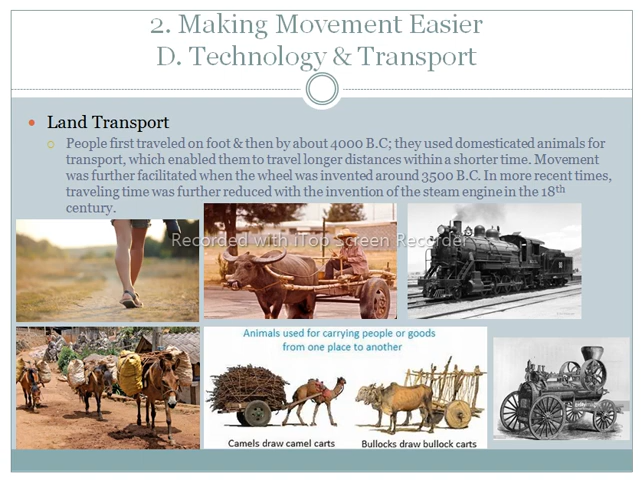 2. Making Movement Easier
D. Technology & Transport
Land Transport
People first traveled on foot & then by about 4000 B.C; they used domesticated animals for
transport, which enabled them to travel longer distances within a shorter time. Movement
was further facilitated when the wheel was invented around 3500 B.C. In more recent times,
traveling time was further reduced with the invention of the steam engine in the 18th
century.
Recorded with iTop Screen Recorder
Animals used for carrying people or goods
from one place to another
Camels draw camel carts
Bullocks draw bullock carts